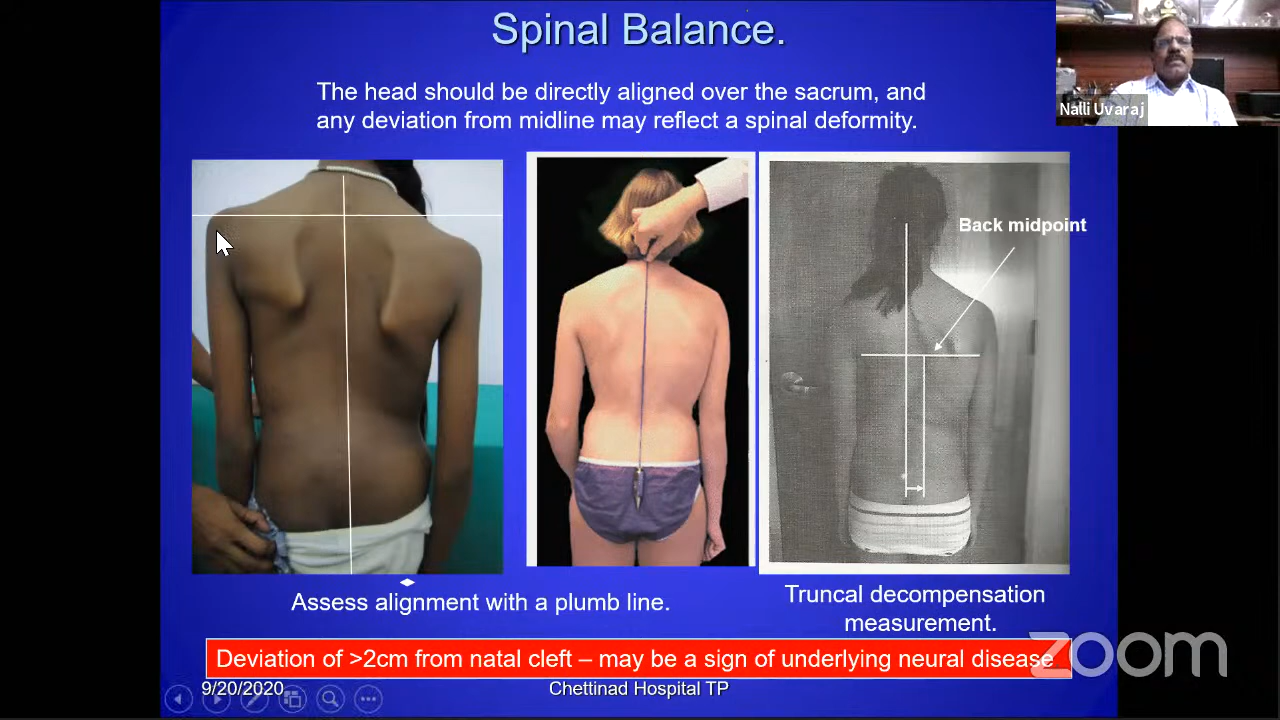 Spinal Balance.
The head should be directly aligned over the sacrum, and
any deviation from midline may reflect a spinal deformity.
Nalli Uvaraj
Back midpoint
Assess alignment with a plumb line.
Truncal decompensation
measurement.
Deviation of >2cm from natal cleft – may be a sign of underlying neural disease
9/20/2020
Chettinad Hospital TP
zoom